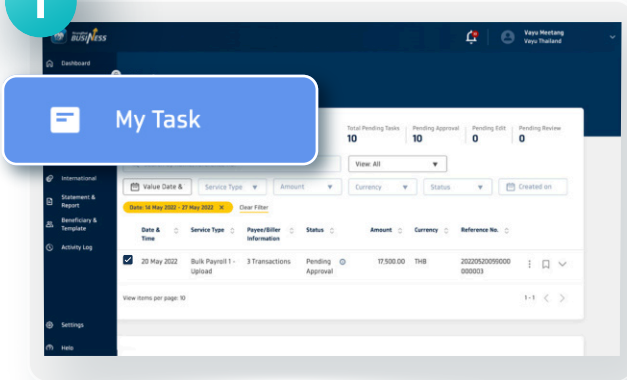 1
BUSINESS
Vayu Meetang
Vayu Thailand
Dashboard
My Task
Total Pending Tasks
10
Pending Approval
10
Pending Edit
0
Pending Review
0
View: All
International
Statement &
Report
Beneficiary &
Template
Activity Log
Value Date &
Service Type
Amount
Currency
Status
Created on
Date: 14 May 2022 - 27 May 2022 X
Clear Filter
Date &
Time
Service Type
Payee/Biller
Information
Status
Amount
Currency
Reference No.
20 May 2022
Bulk Payroll 1 -
Upload
3 Transactions
Pending
Approval
17,500.00
THB
20220520095000
000003
View items per page: 10
1-1
Settings
Help